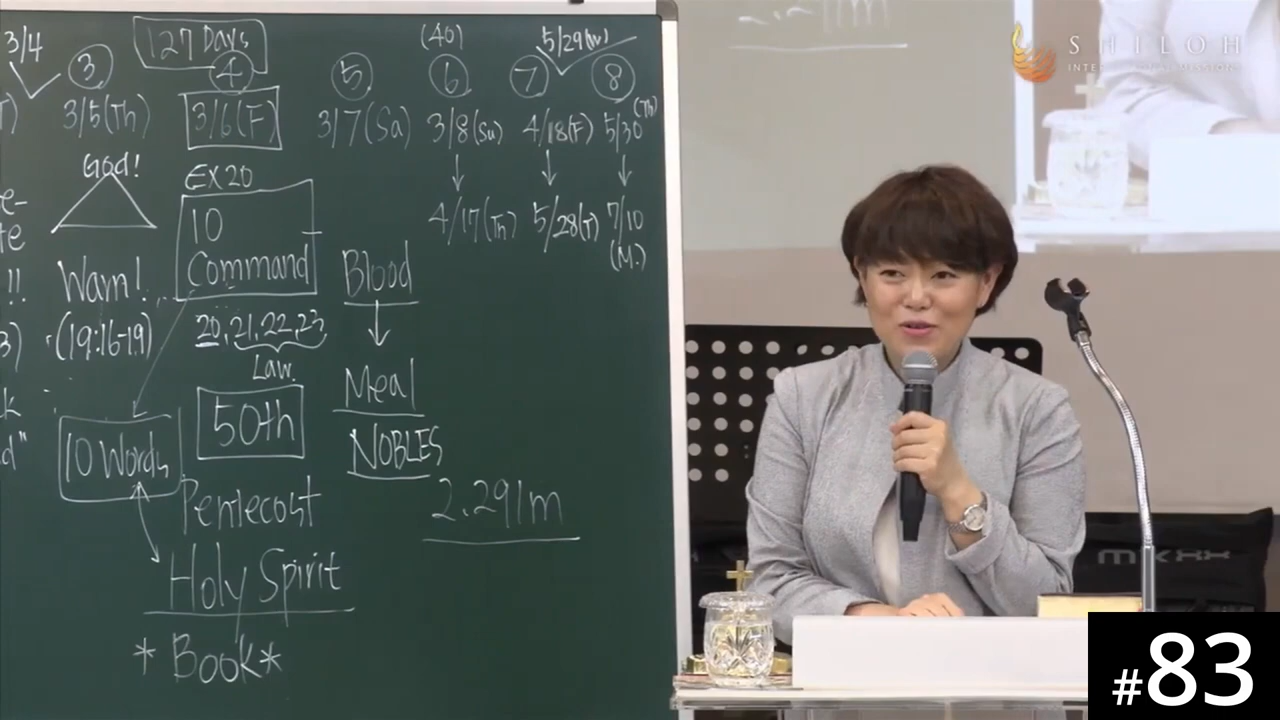 3/4
③
127 Days
④
⑤
(40)
⑥
5/29(W)
⑦
⑧
3/5(Th)
3/6(F)
3/7(Sa)
3/8(Su)
4/18(F)
5/30(Th)
4/17(Th)
5/28(T)
7/10
(M.)
God!
Warn!
(19:16-19)
EX 20
10
Command
20, 21, 22, 23
Law.
50th
10 Words
Pentecost
Holy Spirit
*Book*
Blood
Meal
NOBLES
2.291m
SHILOH
#83